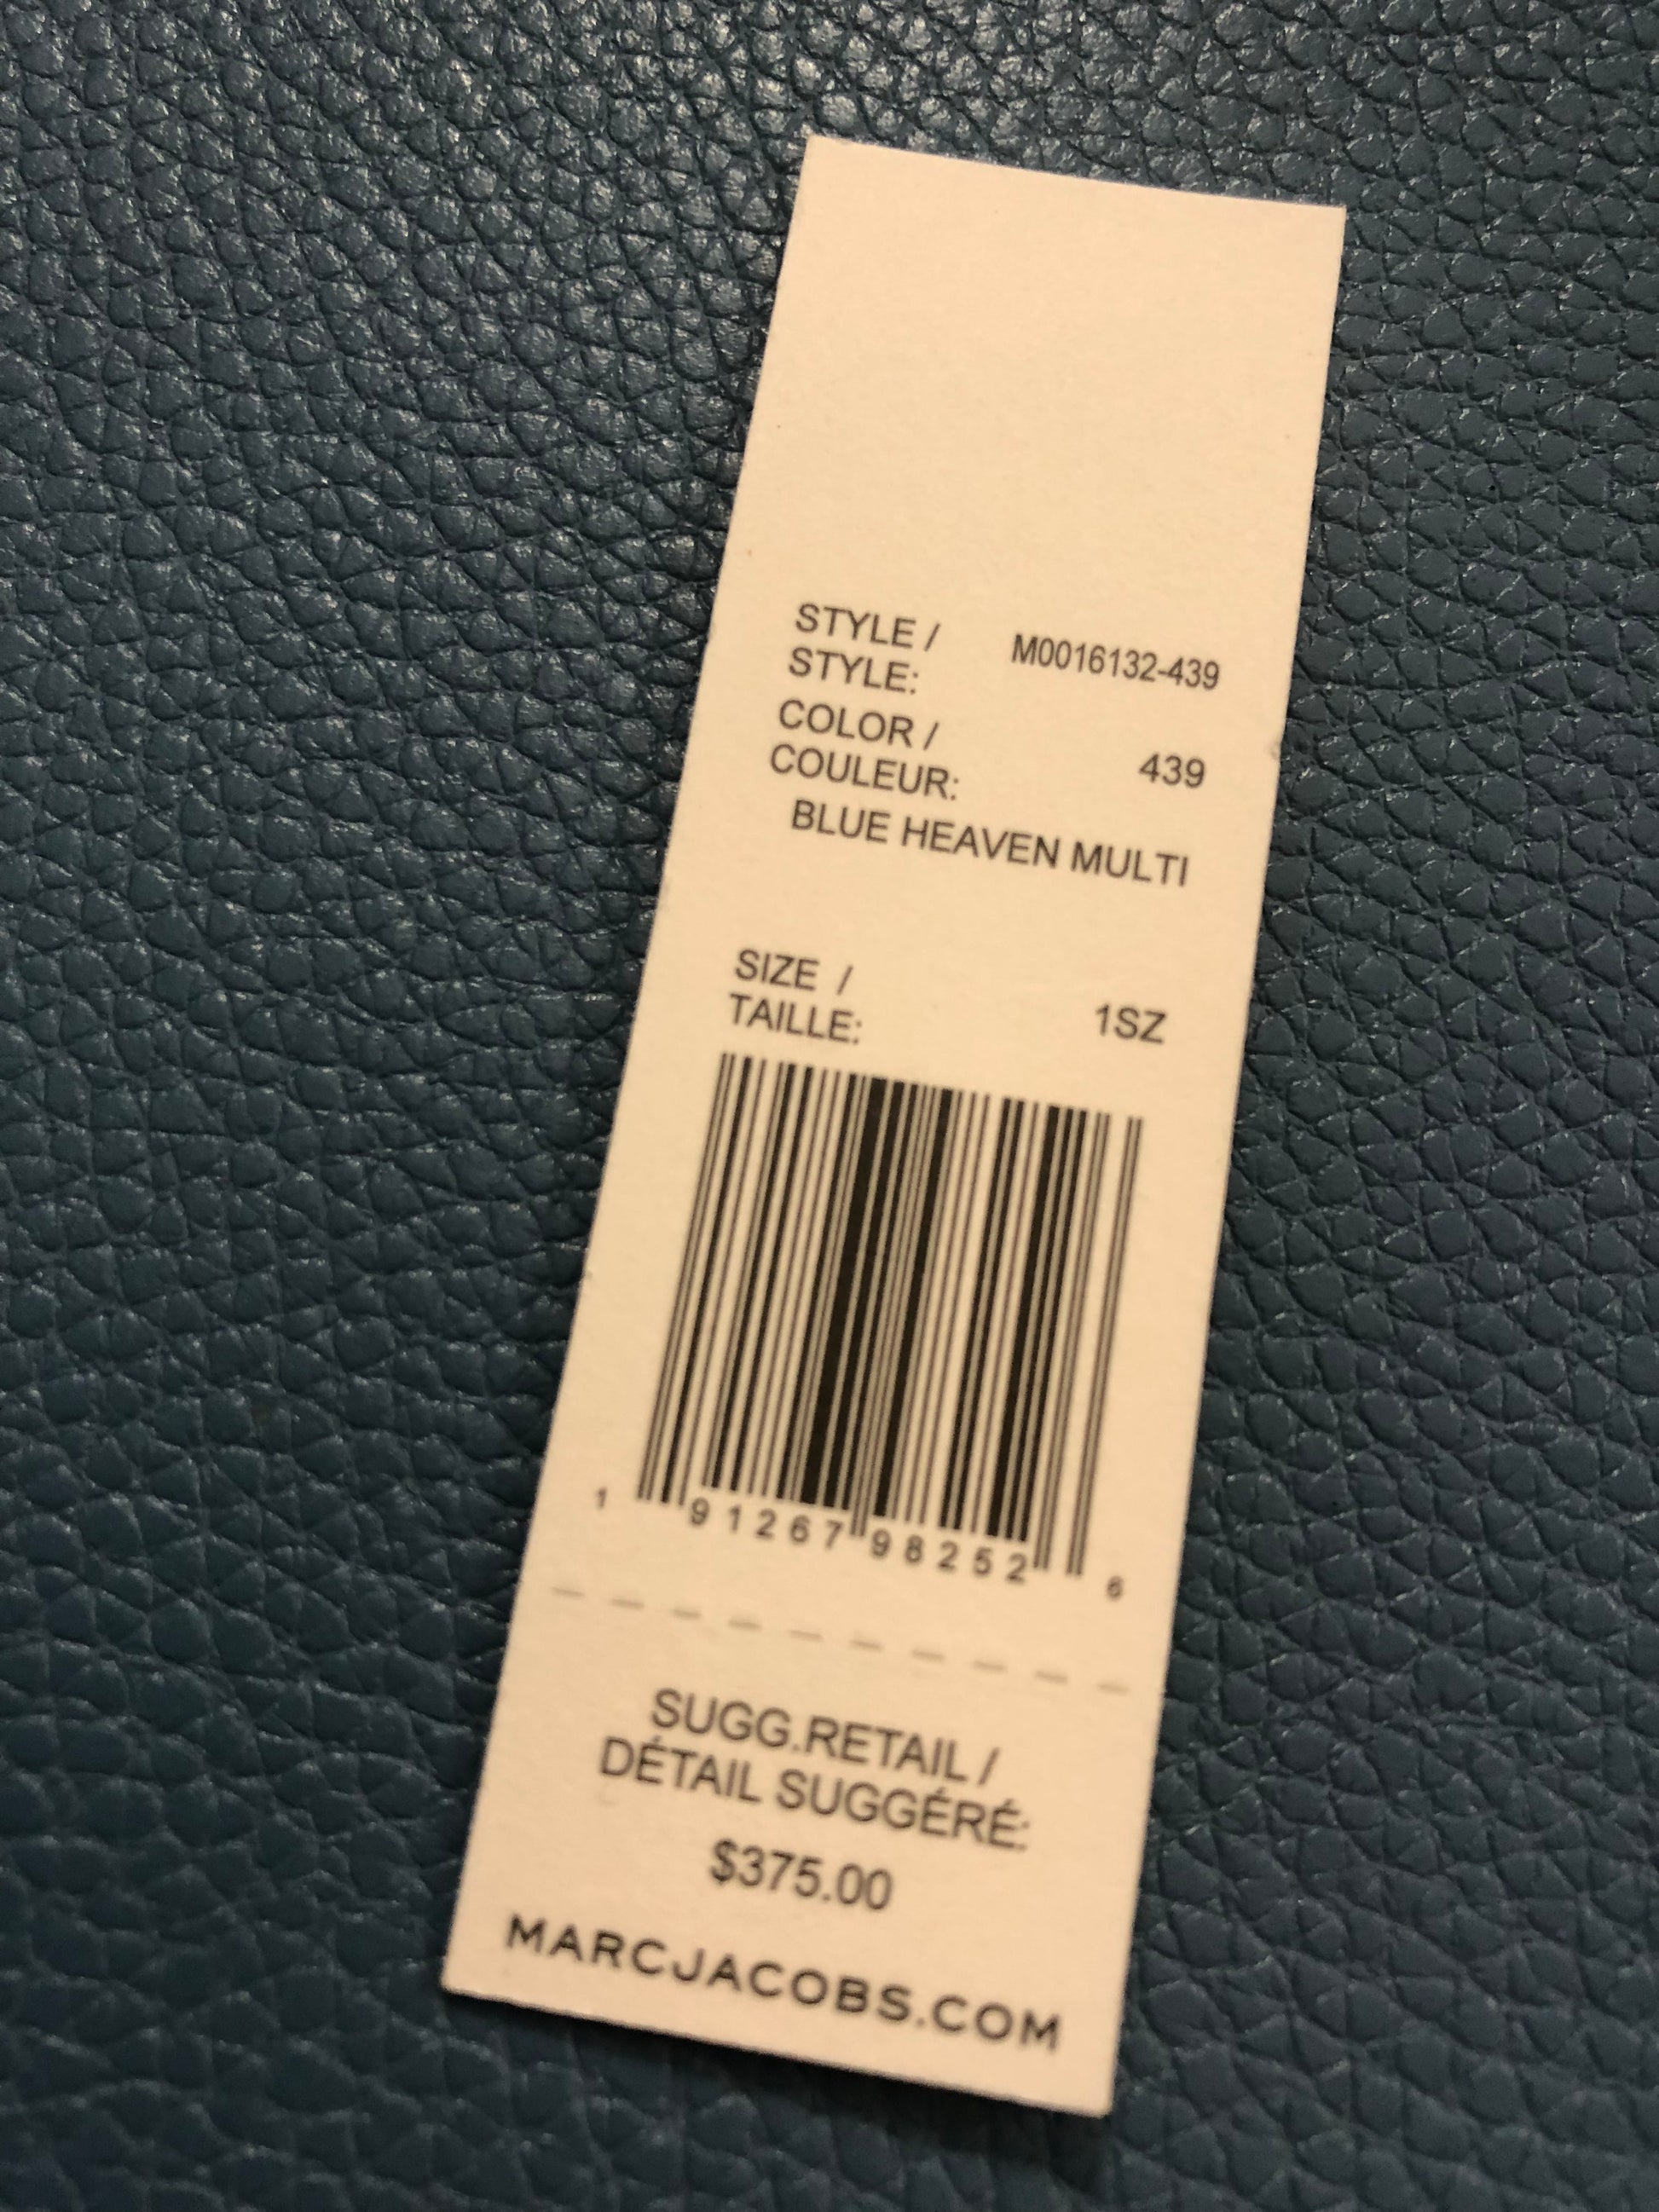 STYLE / 
STYLE: M0016132-439
COLOR /
COULEUR: 439
BLUE HEAVEN MULTI
SIZE /
TAILLE: 1SZ
1 91267 98252 6
SUGG.RETAIL /
DÉTAIL SUGGÉRÉ:
$375.00
MARCJACOBS.COM